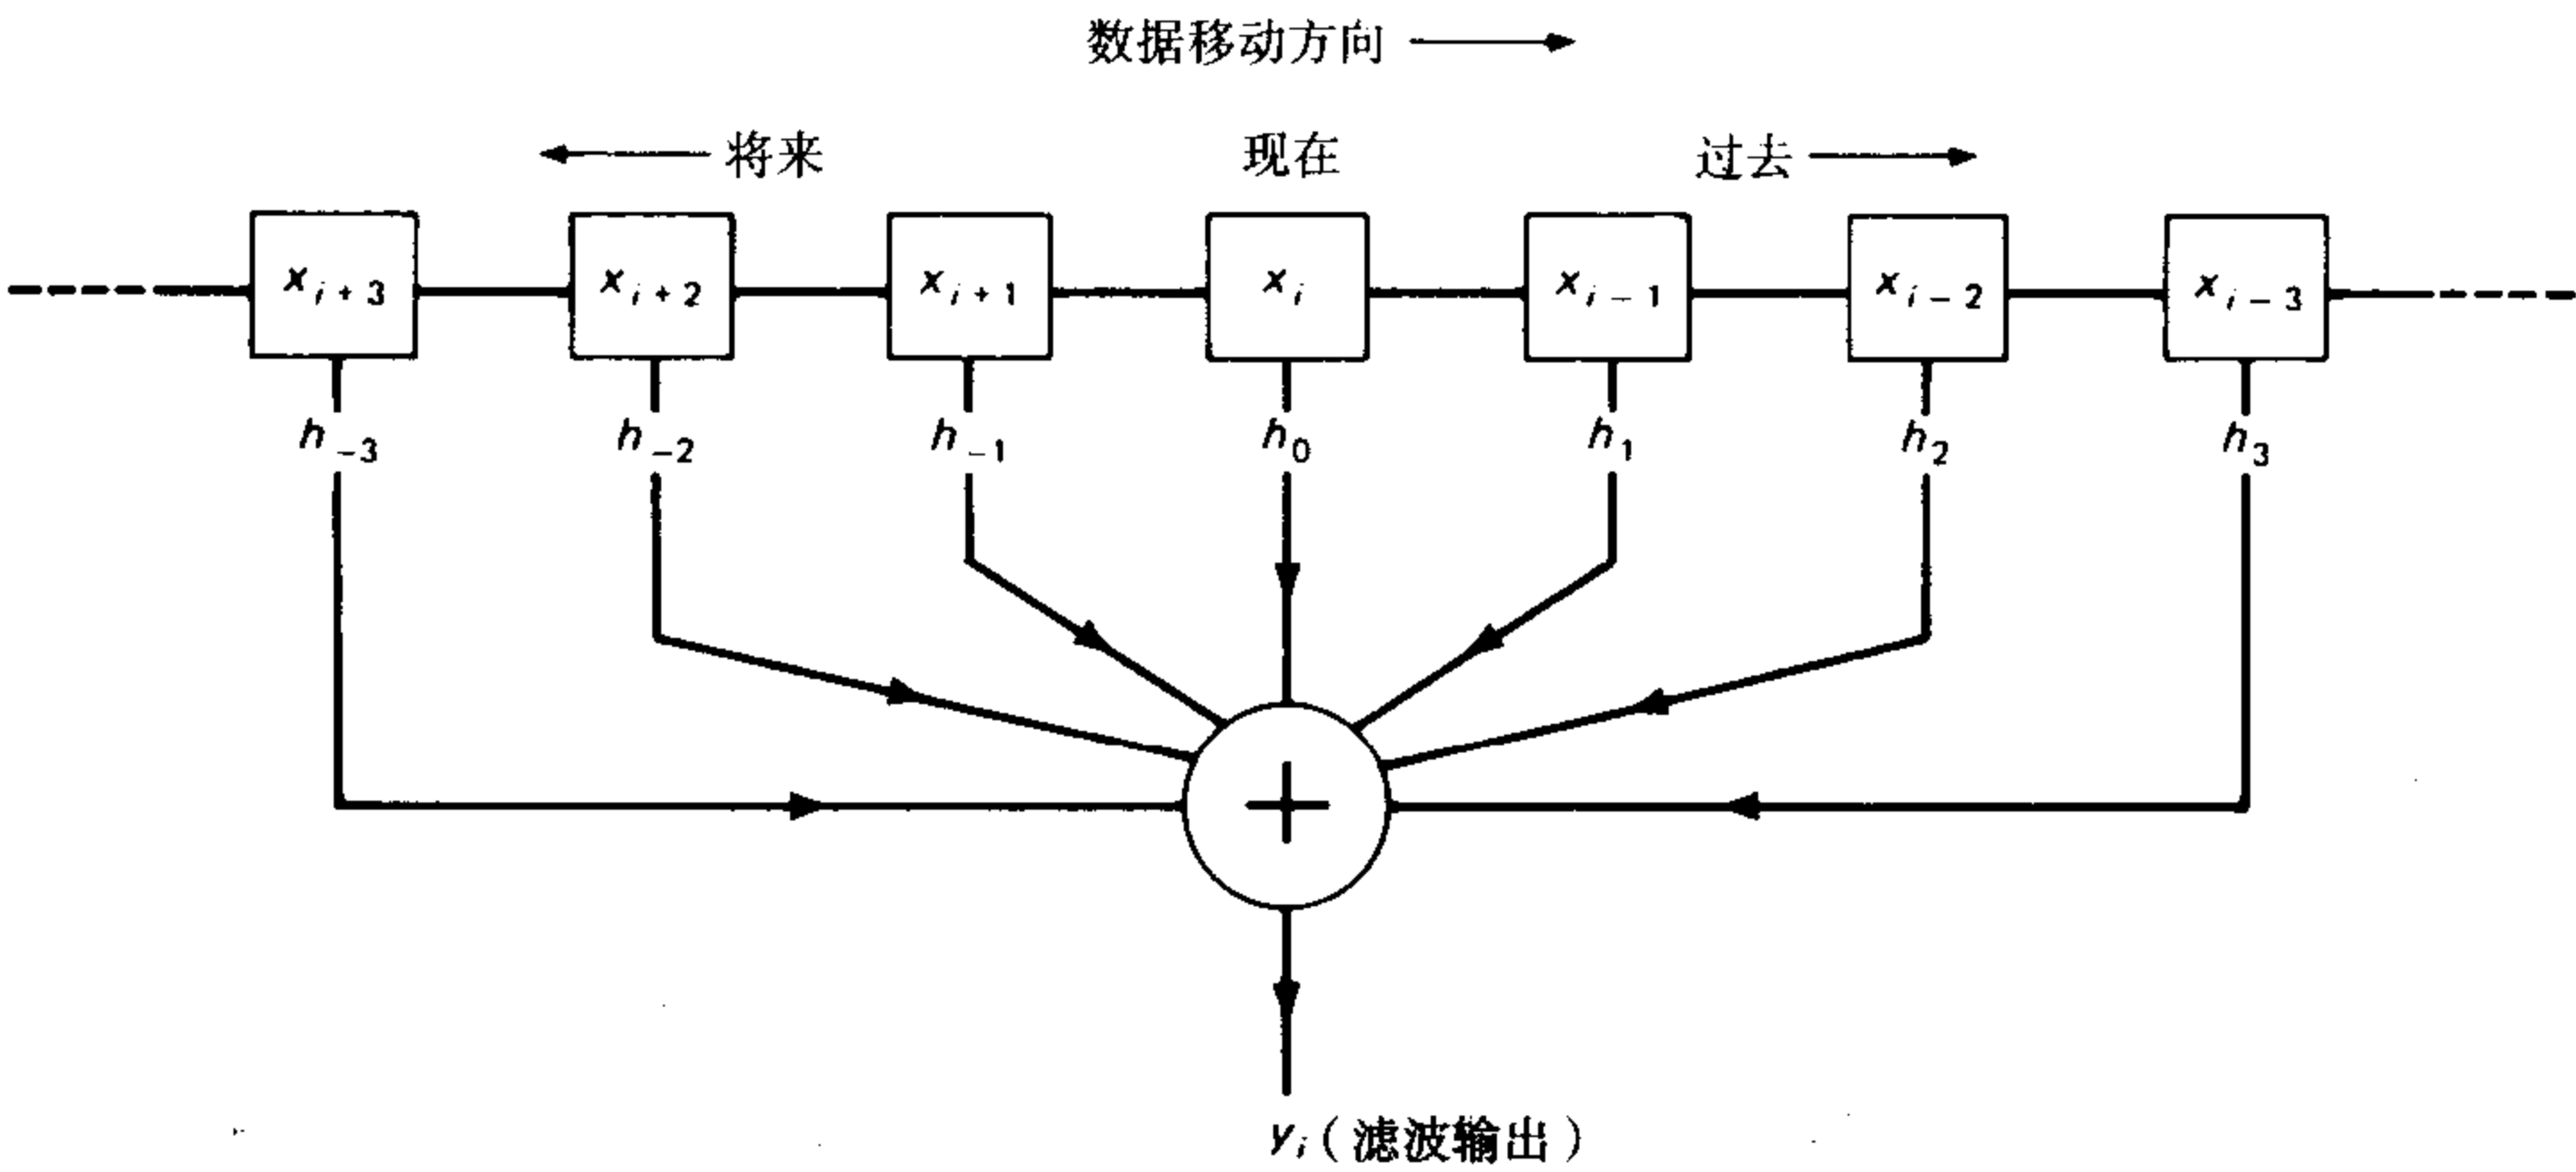 数据移动方向
将来 现在 过去
x_{i+3} x_{i+2} x_{i+1} x_i x_{i-1} x_{i-2} x_{i-3}
h_{-3} h_{-2} h_{-1} h_0 h_1 h_2 h_3
+
y_i (滤波输出)